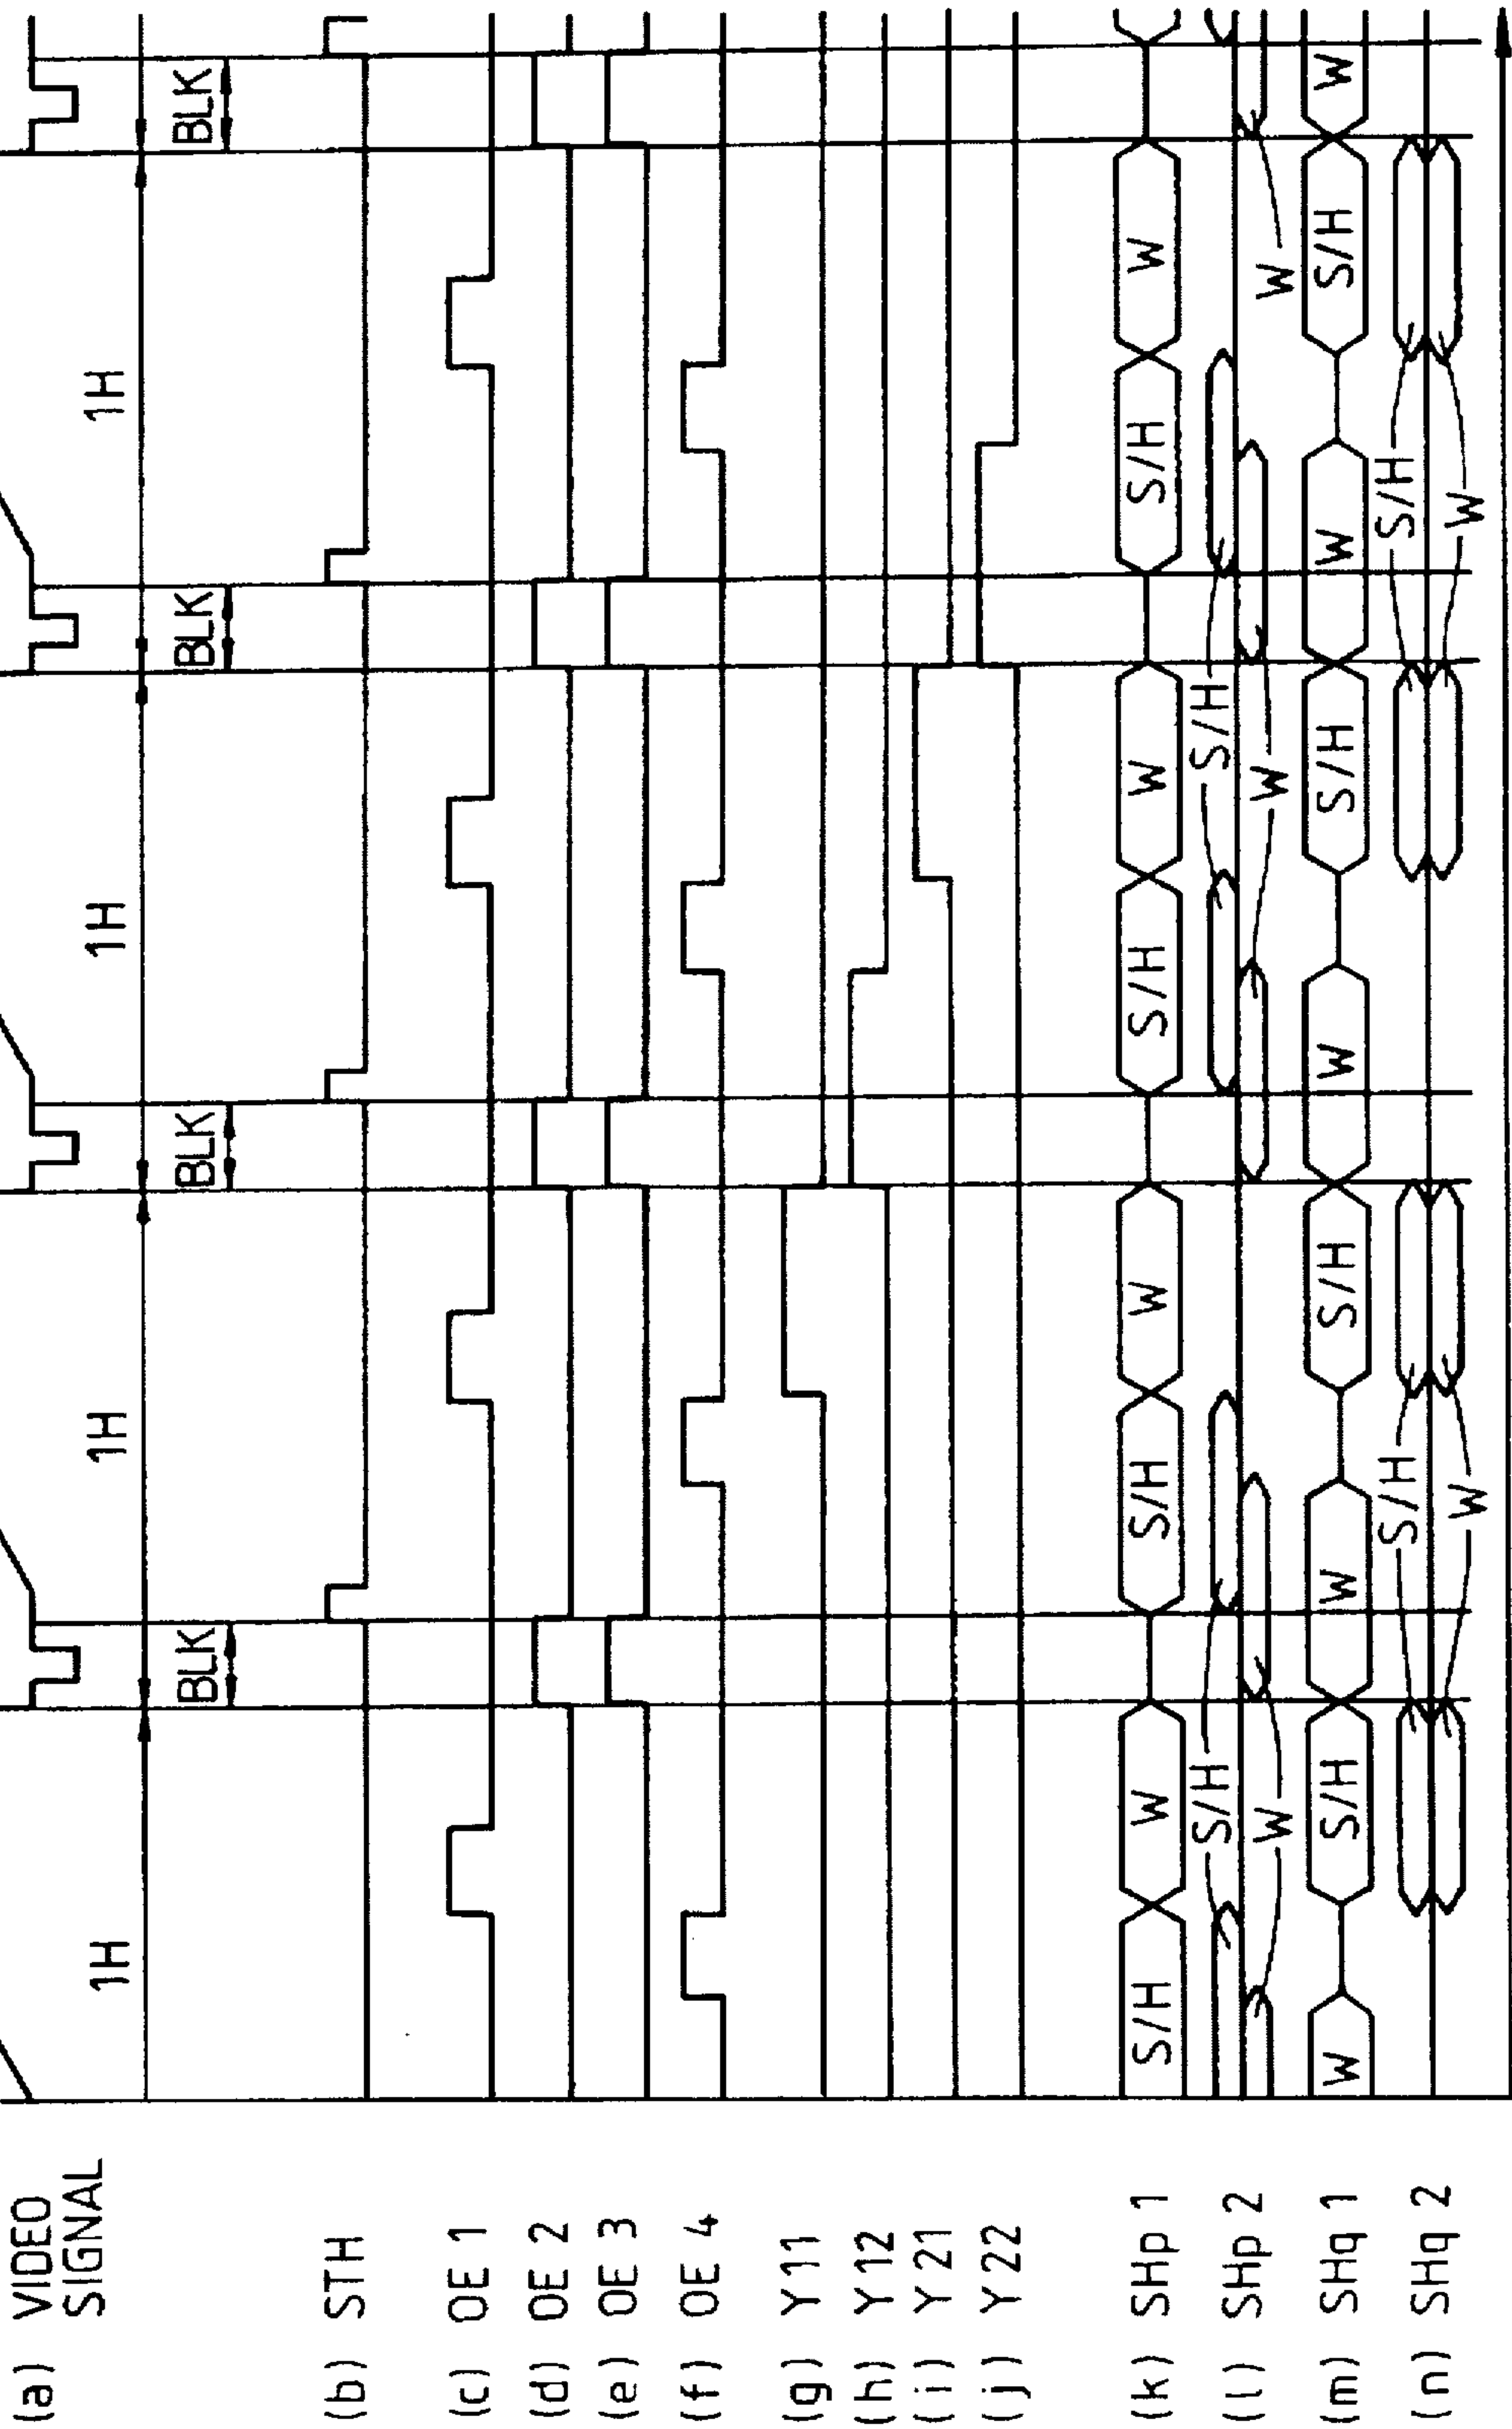 (a) VIDEO
SIGNAL
1H 1H 1H 1H
BLK BLK BLK BLK
(b) STH
(c) OE 1
(d) OE 2
(e) OE 3
(f) OE 4
(g) Y11
(h) Y12
(i) Y21
(j) Y22
(k) SHp 1 S/H W S/H W S/H W S/H W
S/H S/H
(l) SHp 2
W W W
(m) SHq 1 W S/H W S/H W S/H W S/H W
S/H S/H
(n) SHq 2
W W